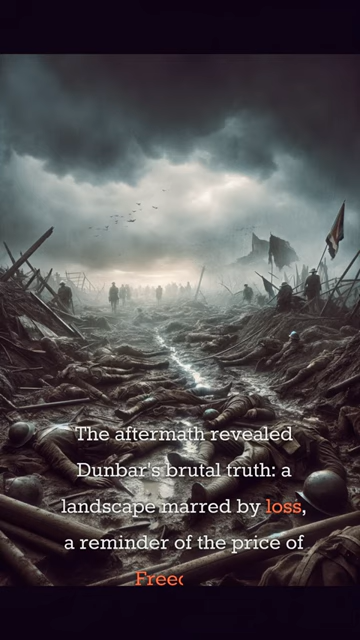 The aftermath revealed
Dunbar's brutal truth: a
landscape marred by loss,
a reminder of the price of